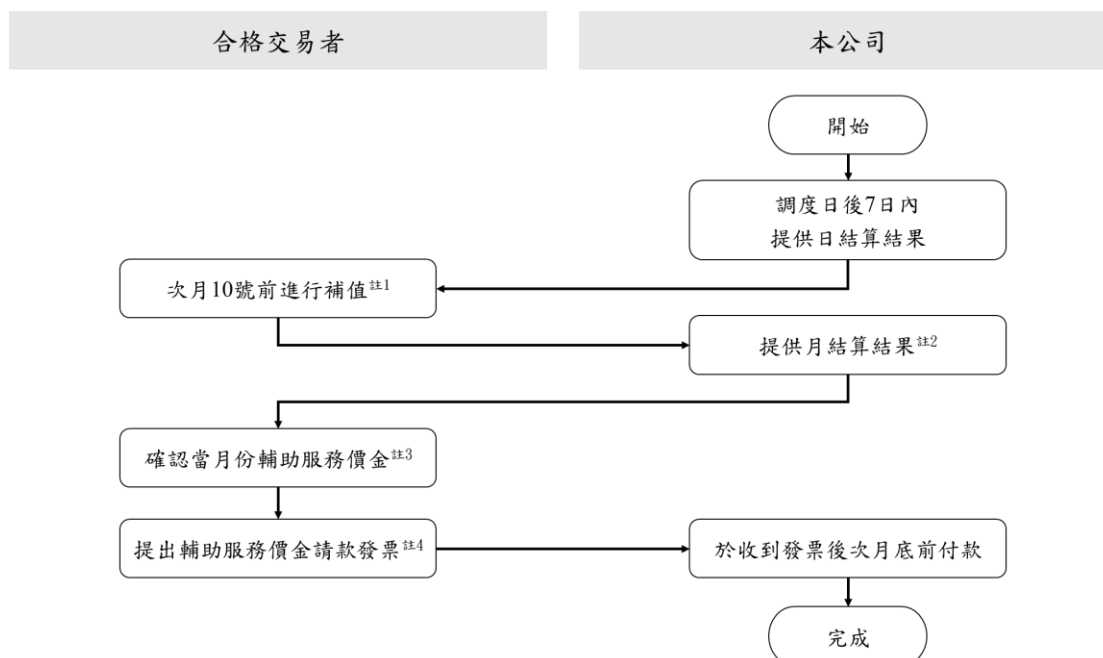 合格交易者
本公司
開始
調度日後7日內
提供日結算結果
次月10號前進行補值註1
提供月結算結果註2
確認當月份輔助服務價金註3
提出輔助服務價金請款發票註4
於收到發票後次月底前付款
完成